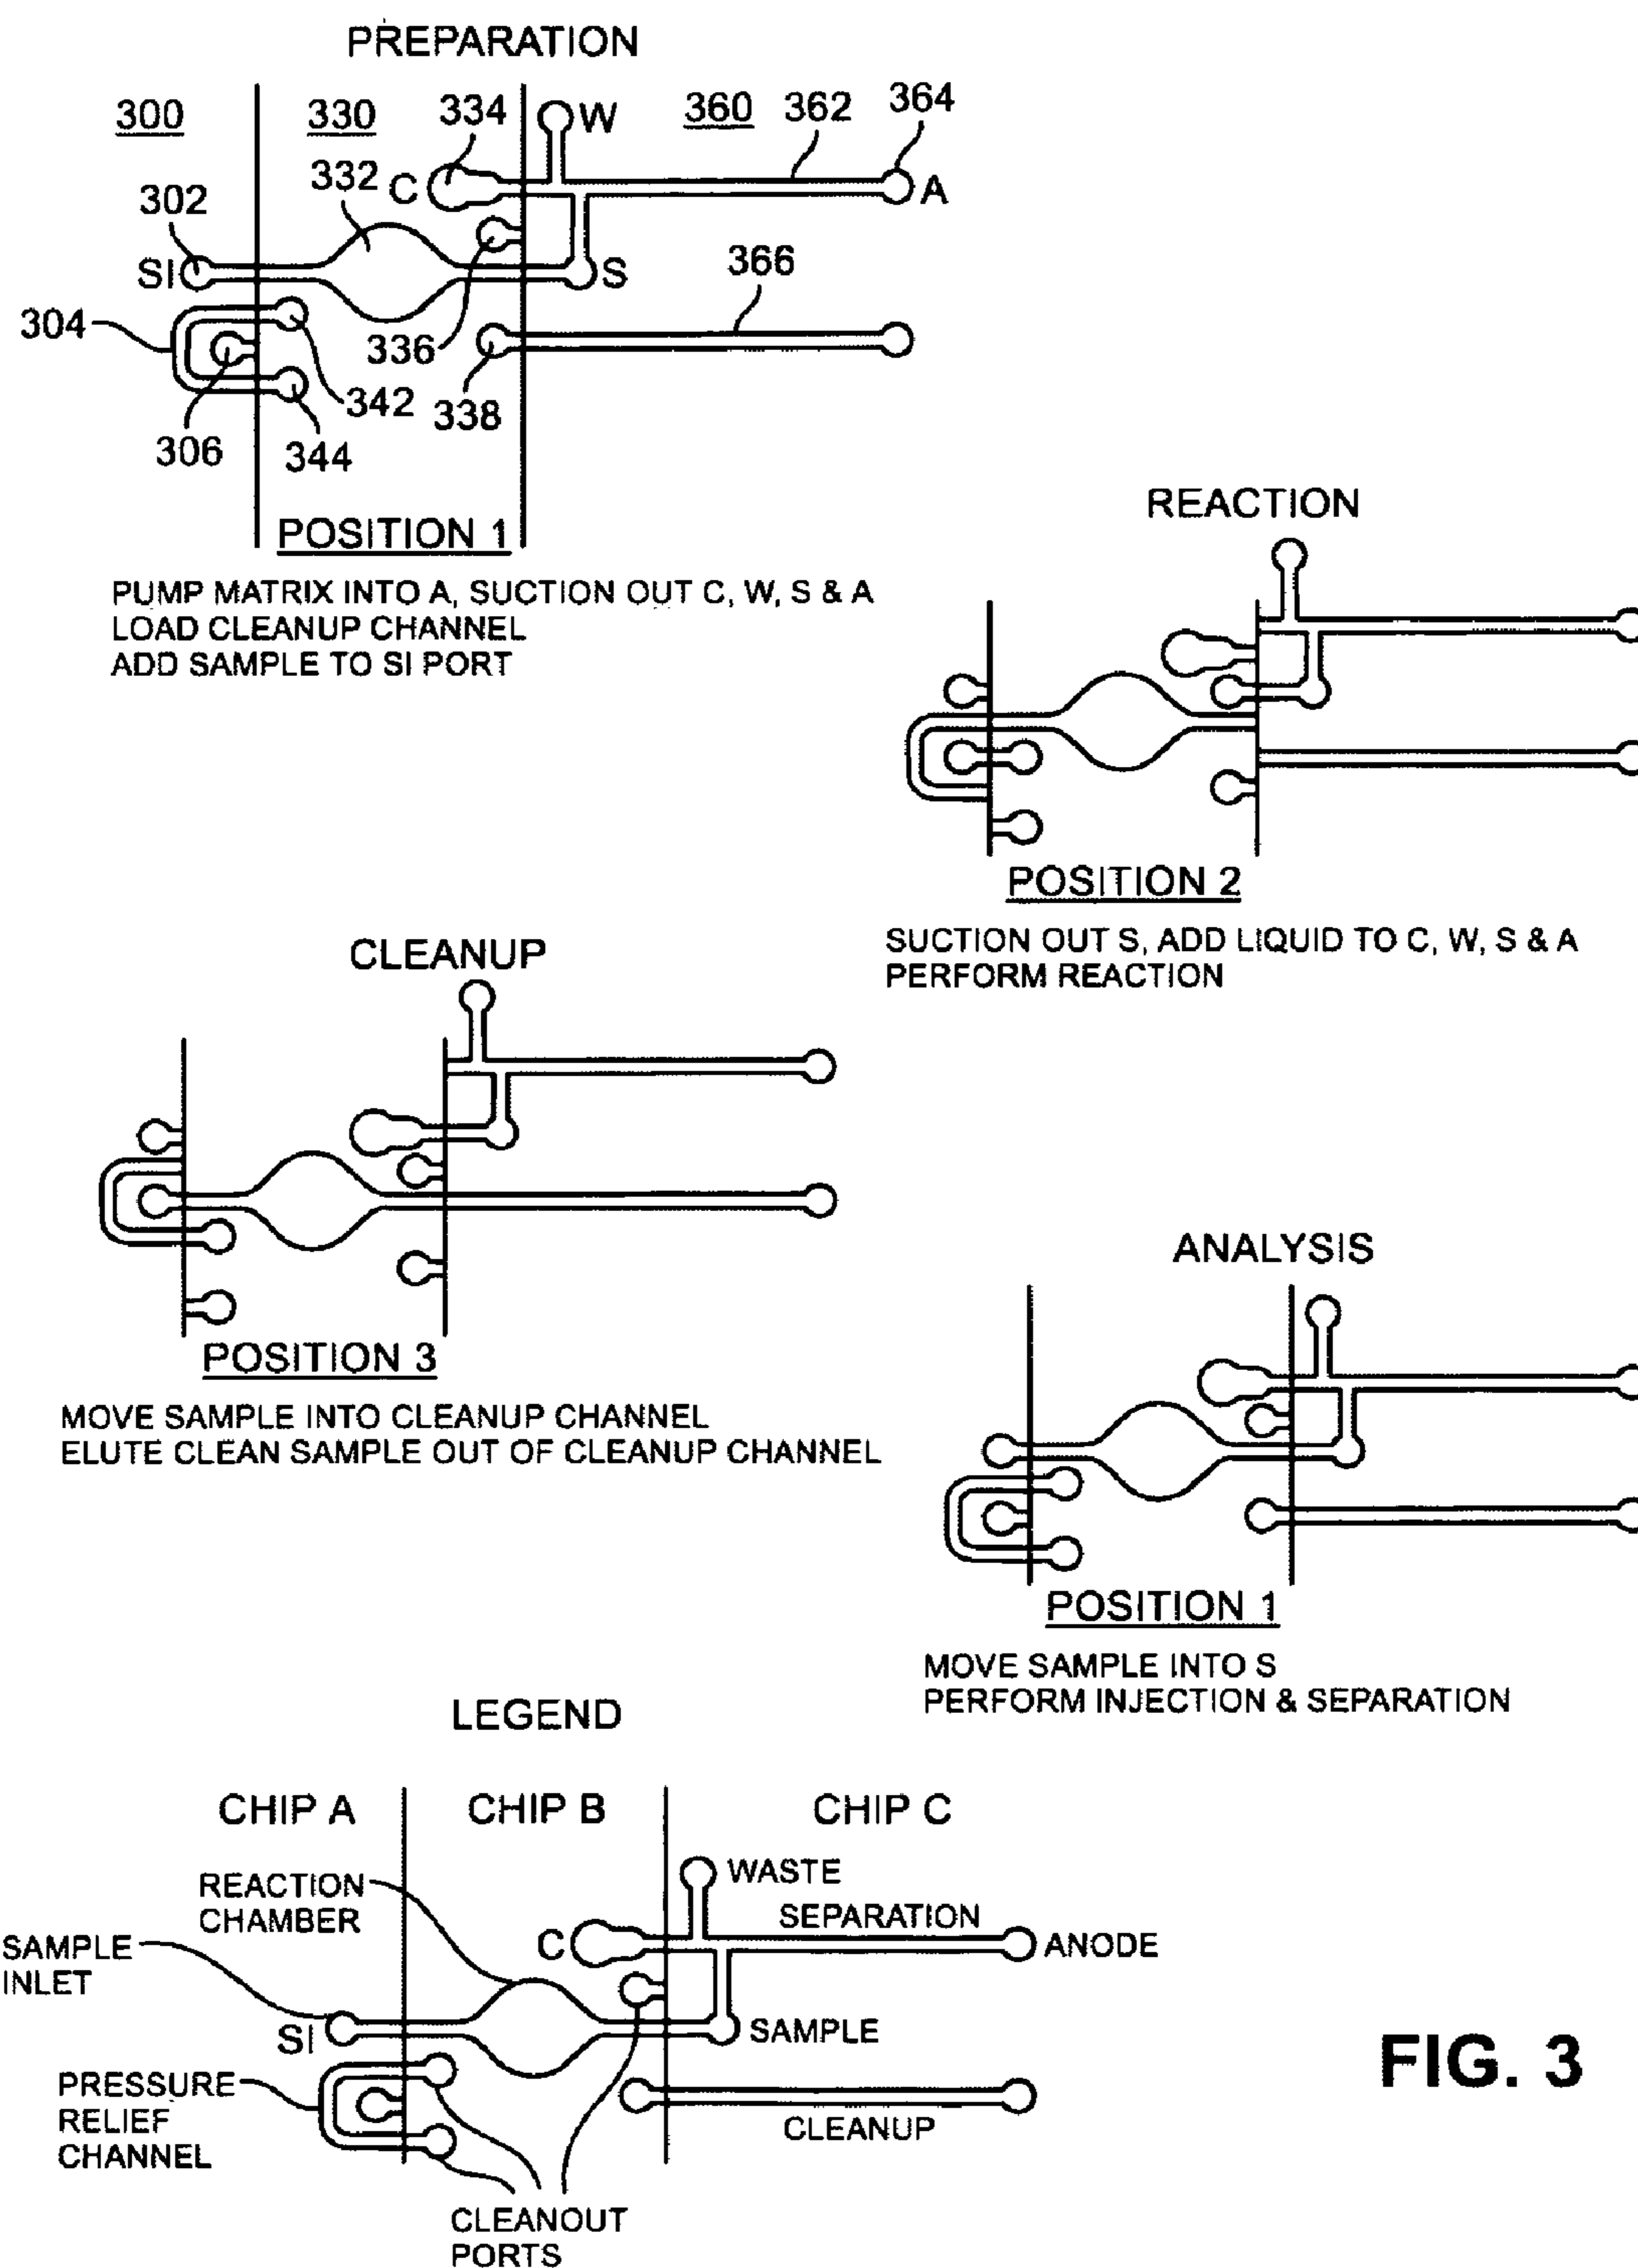 PREPARATION
300
330
334
W
360
362
364
332
C
A
302
SI
S
366
304
336
342
338
306
344
POSITION 1
PUMP MATRIX INTO A, SUCTION OUT C, W, S & A
LOAD CLEANUP CHANNEL
ADD SAMPLE TO SI PORT
REACTION
POSITION 2
SUCTION OUT S, ADD LIQUID TO C, W, S & A
PERFORM REACTION
CLEANUP
POSITION 3
MOVE SAMPLE INTO CLEANUP CHANNEL
ELUTE CLEAN SAMPLE OUT OF CLEANUP CHANNEL
ANALYSIS
POSITION 1
MOVE SAMPLE INTO S
PERFORM INJECTION & SEPARATION
LEGEND
CHIP A
CHIP B
CHIP C
REACTION
CHAMBER
WASTE
SEPARATION
C
ANODE
SAMPLE
INLET
SI
SAMPLE
PRESSURE
RELIEF
CHANNEL
CLEANUP
CLEANOUT
PORTS
FIG. 3